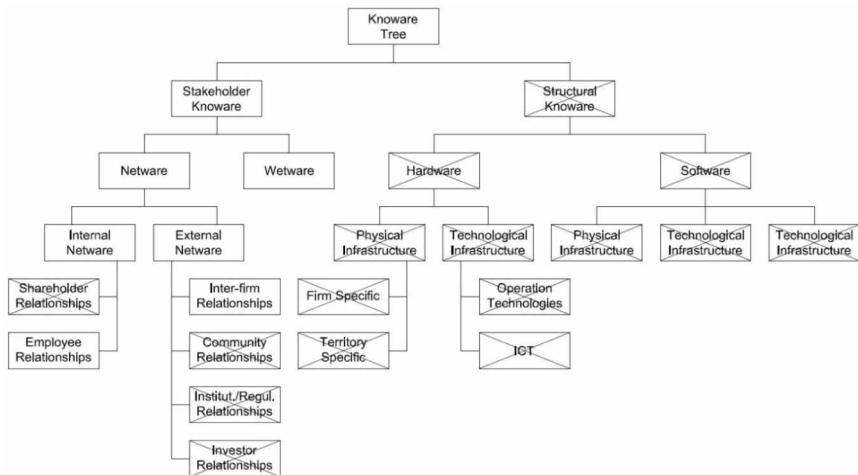 Knoware
Tree
Stakeholder
Knoware
Structural
Knoware
Netware
Wetware
Hardware
Software
Internal
Netware
External
Netware
Physical
Infrastructure
Technological
Infrastructure
Physical
Infrastructure
Technological
Infrastructure
Technological
Infrastructure
Shareholder
Relationships
Inter-firm
Relationships
Firm Specific
Operation
Technologies
Employee
Relationships
Community
Relationships
Territory
Specific
ICT
Institut./Regul.
Relationships
Investor
Relationships